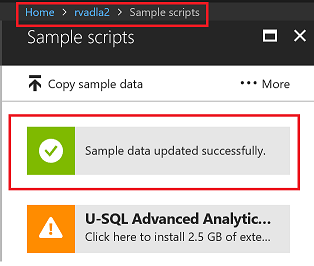 Home > rvadla2 > Sample scripts
Sample scripts
Copy sample data
••• More
Sample data updated successfully.
U-SQL Advanced Analytic...
Click here to install 2.5 GB of exte...